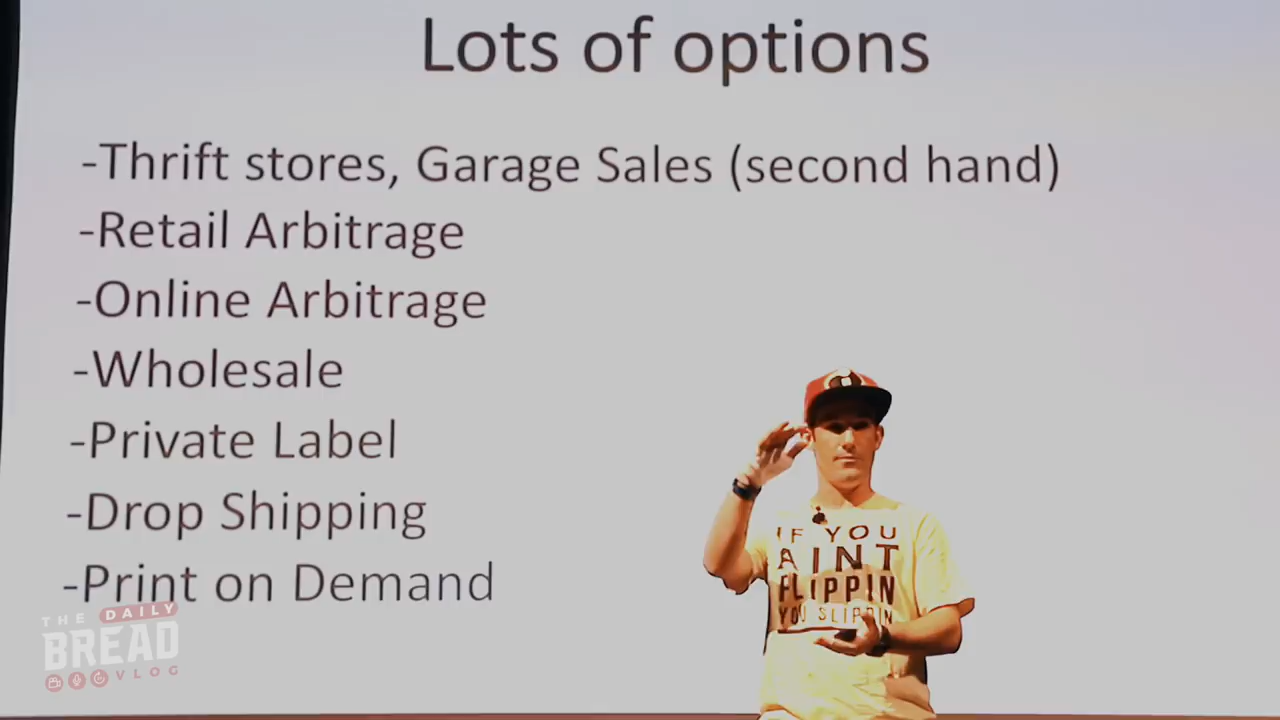 Lots of options
-Thrift stores, Garage Sales (second hand)
-Retail Arbitrage
-Online Arbitrage
-Wholesale
-Private Label
-Drop Shipping
-Print on Demand
IF YOU
AINT
FLIPPIN
YOU SLIPPIN
THE DAILY
BREAD
VLOG